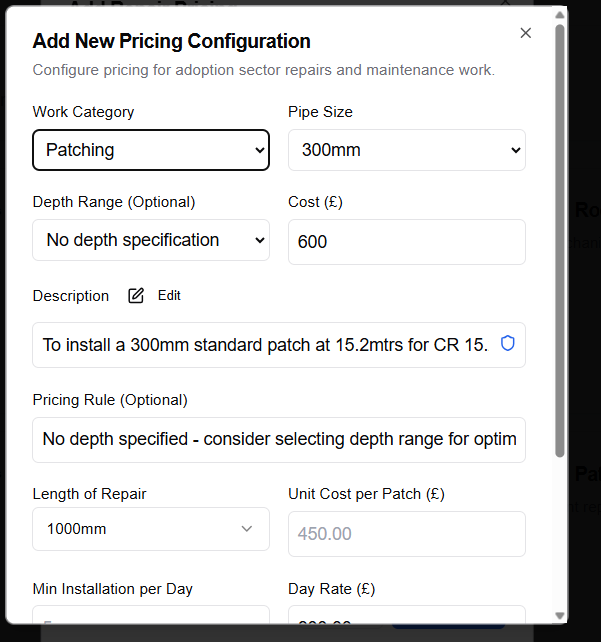 Add New Pricing Configuration
Configure pricing for adoption sector repairs and maintenance work.
Work Category
Pipe Size
Patching
300mm
Depth Range (Optional)
Cost (£)
No depth specification
600
Description
Edit
To install a 300mm standard patch at 15.2mtrs for CR 15.
Pricing Rule (Optional)
No depth specified - consider selecting depth range for optim
Length of Repair
Unit Cost per Patch (£)
1000mm
450.00
Min Installation per Day
Day Rate (£)